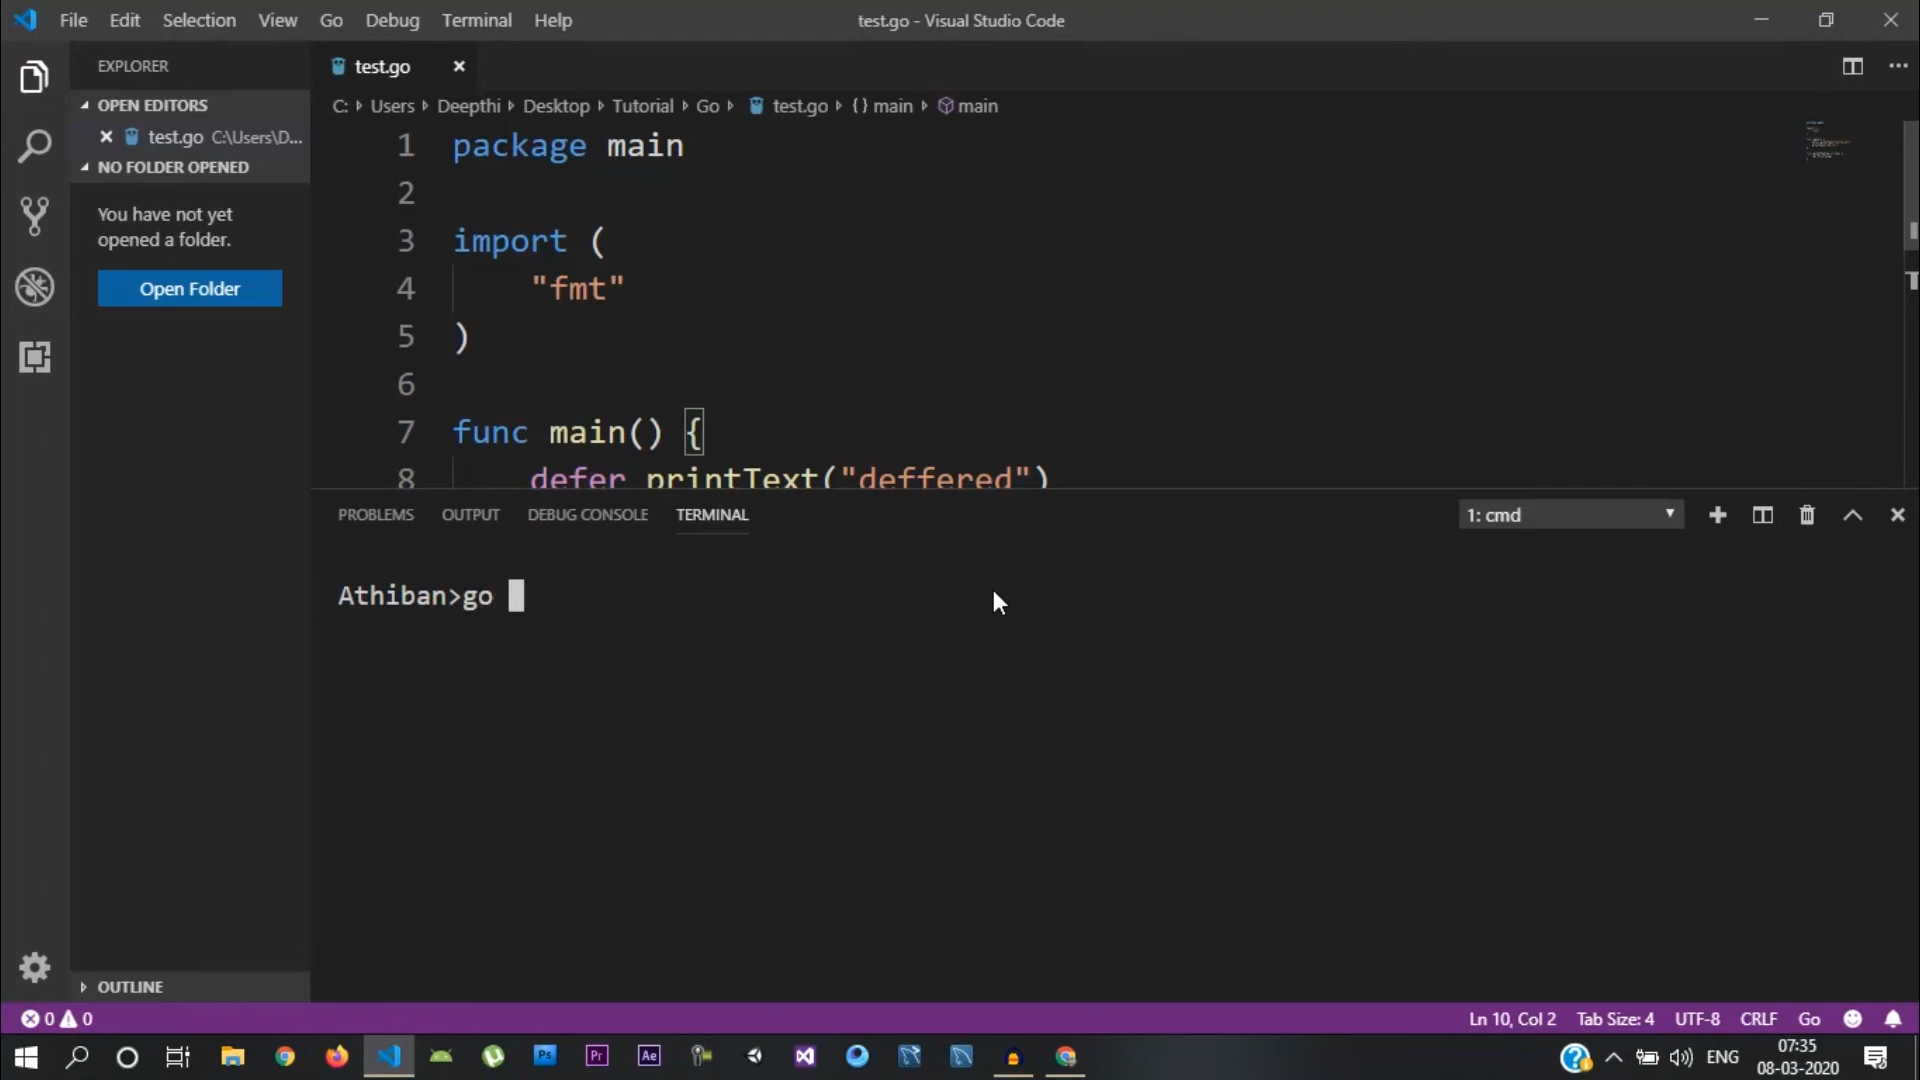 File Edit Selection View Go Debug Terminal Help
test.go - Visual Studio Code
EXPLORER
OPEN EDITORS
test.go C:\Users\D...
NO FOLDER OPENED
You have not yet
opened a folder.
Open Folder
OUTLINE
test.go
C: Users Deepthi Desktop Tutorial Go test.go {} main main
1 package main
2
3 import (
4 "fmt"
5 )
6
7 func main() {
8 defer printText("deffered")
PROBLEMS OUTPUT DEBUG CONSOLE TERMINAL
1: cmd
Athiban>go
0 0
Ln 10, Col 2 Tab Size: 4 UTF-8 CRLF Go
Ps Pr Ae
ENG
07:35
08-03-2020